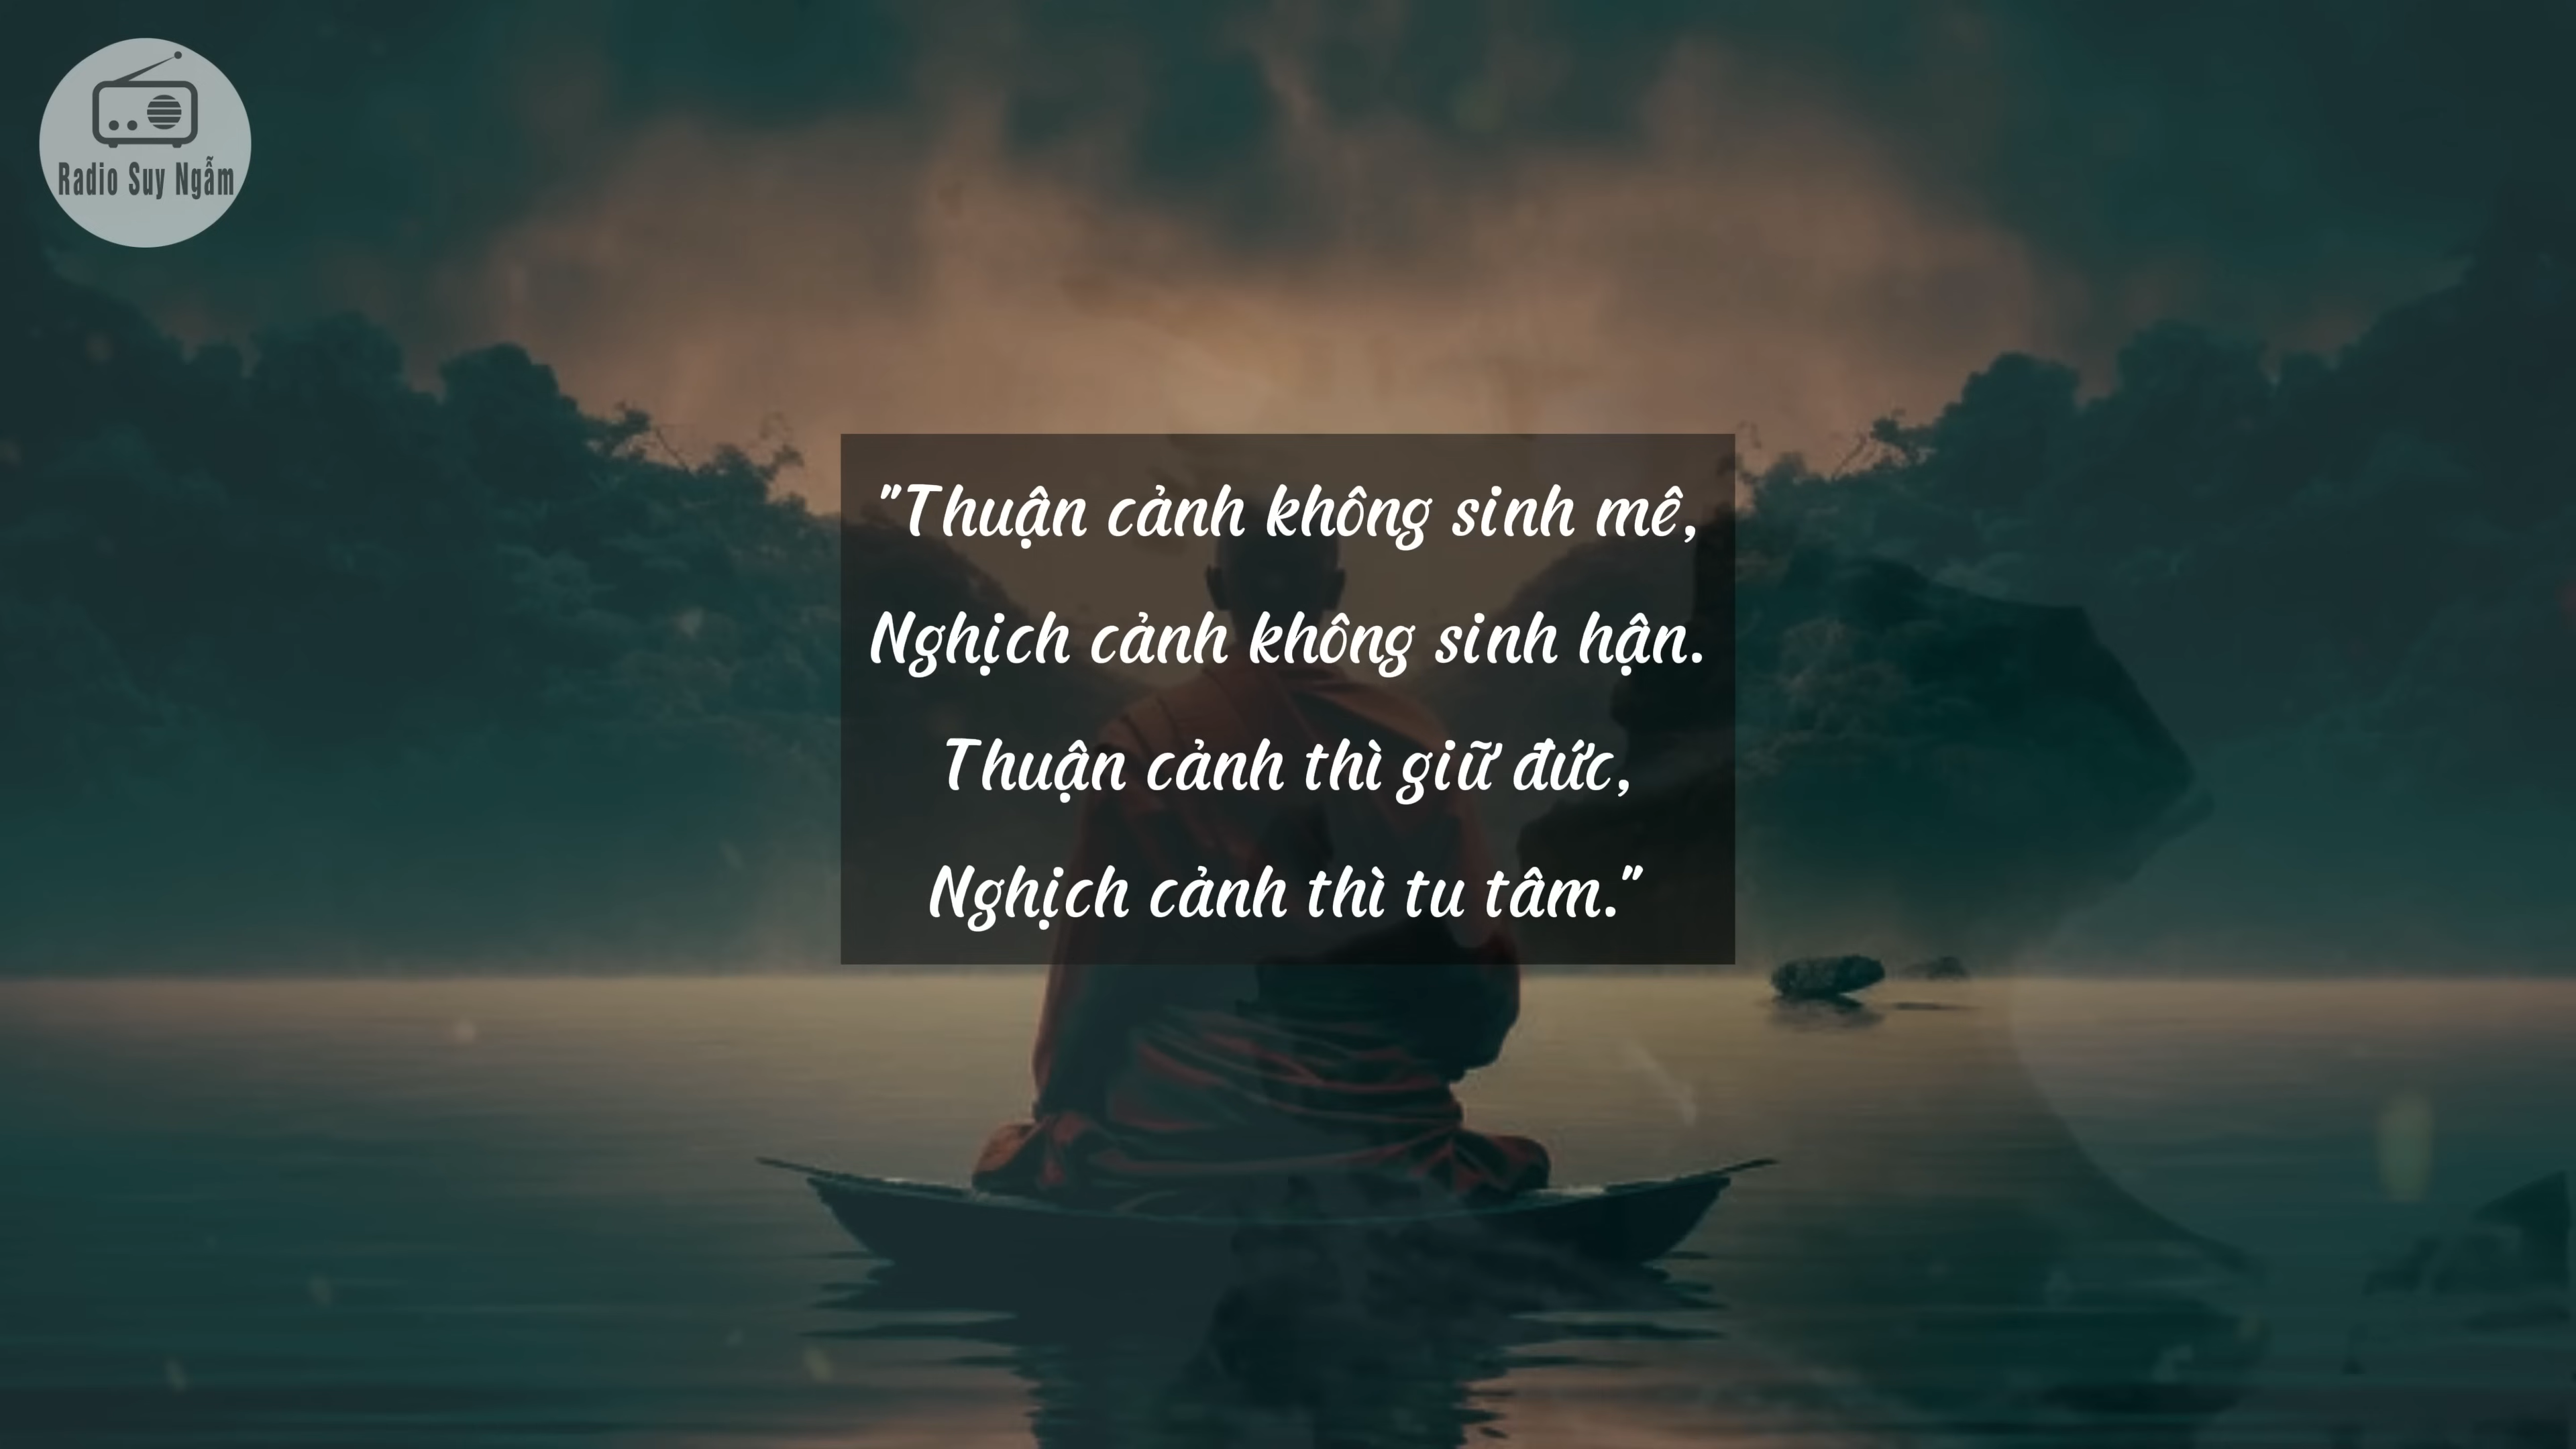 Radio Suy Ngẫm
"Thuận cảnh không sinh mê,
Nghịch cảnh không sinh hận.
Thuận cảnh thì giữ đức,
Nghịch cảnh thì tu tâm."